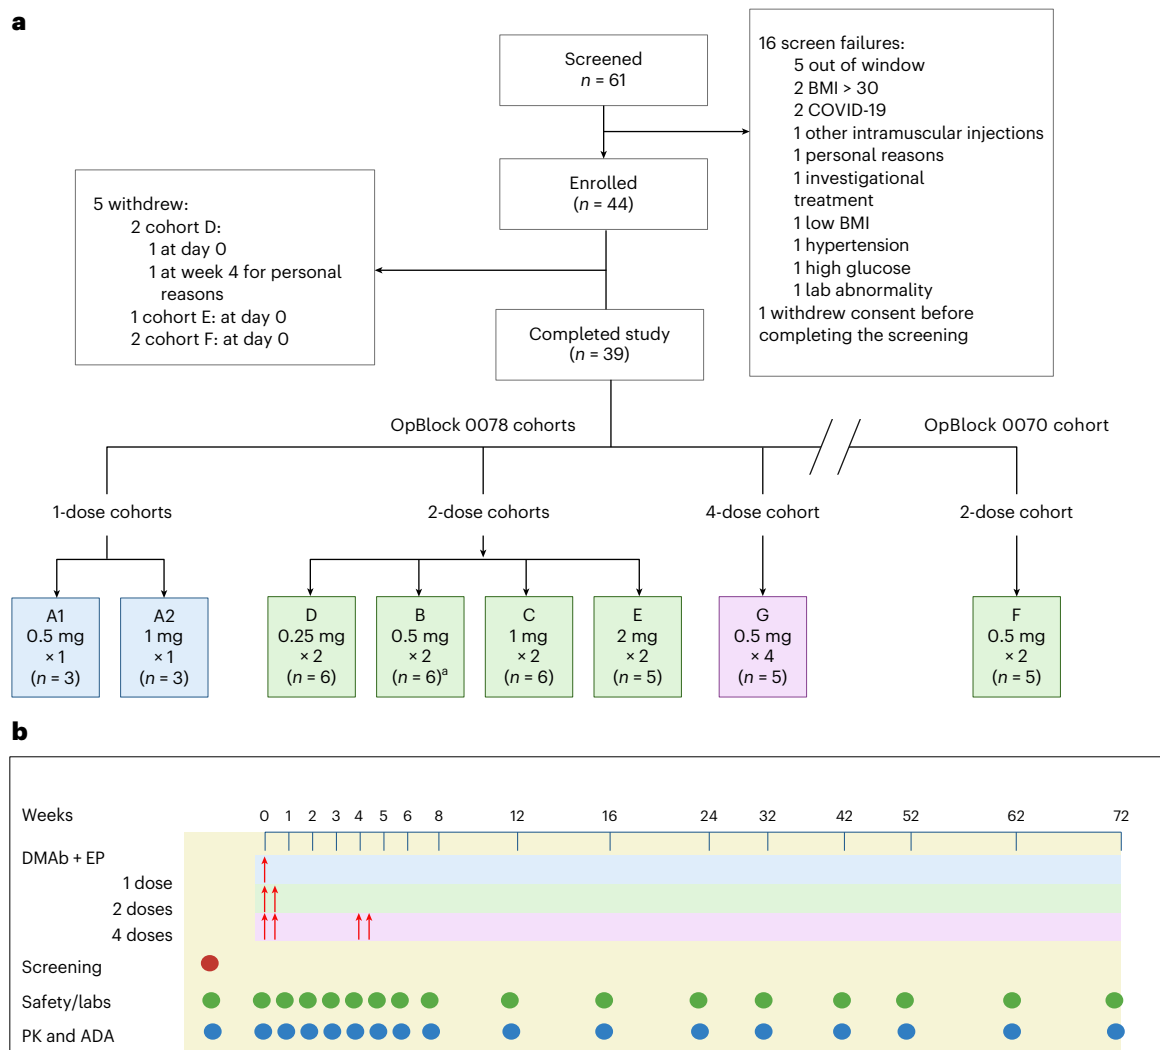 a
Screened
n = 61
16 screen failures:
5 out of window
2 BMI > 30
2 COVID-19
1 other intramuscular injections
1 personal reasons
1 investigational
treatment
1 low BMI
1 hypertension
1 high glucose
1 lab abnormality
1 withdrew consent before
completing the screening
Enrolled
(n = 44)
5 withdrew:
2 cohort D:
1 at day 0
1 at week 4 for personal
reasons
1 cohort E: at day 0
2 cohort F: at day 0
Completed study
(n = 39)
OpBlock 0078 cohorts
OpBlock 0070 cohort
1-dose cohorts
2-dose cohorts
4-dose cohort
2-dose cohort
A1
0.5 mg
× 1
(n = 3)
A2
1 mg
× 1
(n = 3)
D
0.25 mg
× 2
(n = 6)
B
0.5 mg
× 2
(n = 6)a
C
1 mg
× 2
(n = 6)
E
2 mg
× 2
(n = 5)
G
0.5 mg
× 4
(n = 5)
F
0.5 mg
× 2
(n = 5)
b
Weeks 0 1 2 3 4 5 6 8 12 16 24 32 42 52 62 72
DMAb + EP
1 dose
2 doses
4 doses
Screening
Safety/labs
PK and ADA